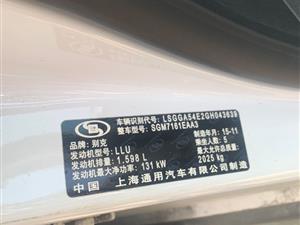 车辆识别代号: LSGGA54E2GH043639
整车型号: SGM7161EAA3
品牌: 别克
制造年月: 15-11
发动机型号: LLU
乘坐人数: 5
发动机排量: 1.598 L
最大允许总质量:
发动机最大净功率: 131 kW
2025 kg
中国 上海通用汽车有限公司制造